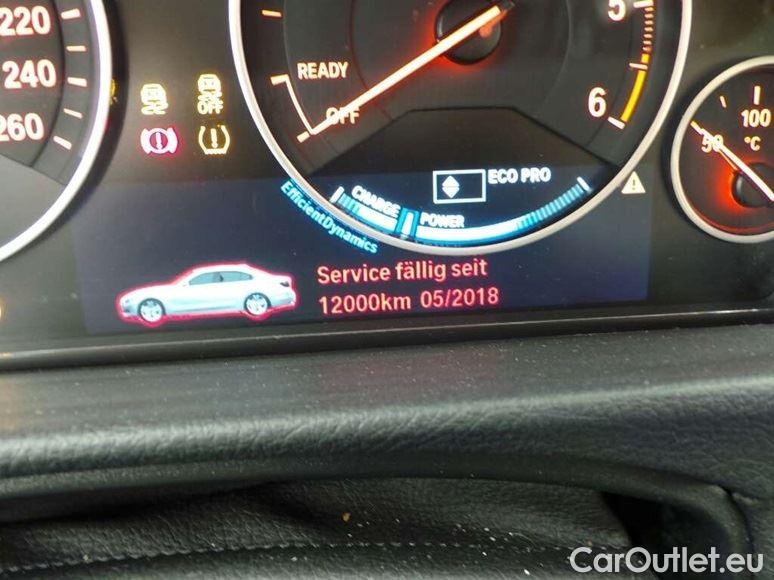 220
240
260
OFF
READY
OFF
5
6
50
100
°C
ECO PRO
CHARGE
POWER
EfficientDynamics
Service fällig seit
12000km 05/2018
CarOutlet.eu